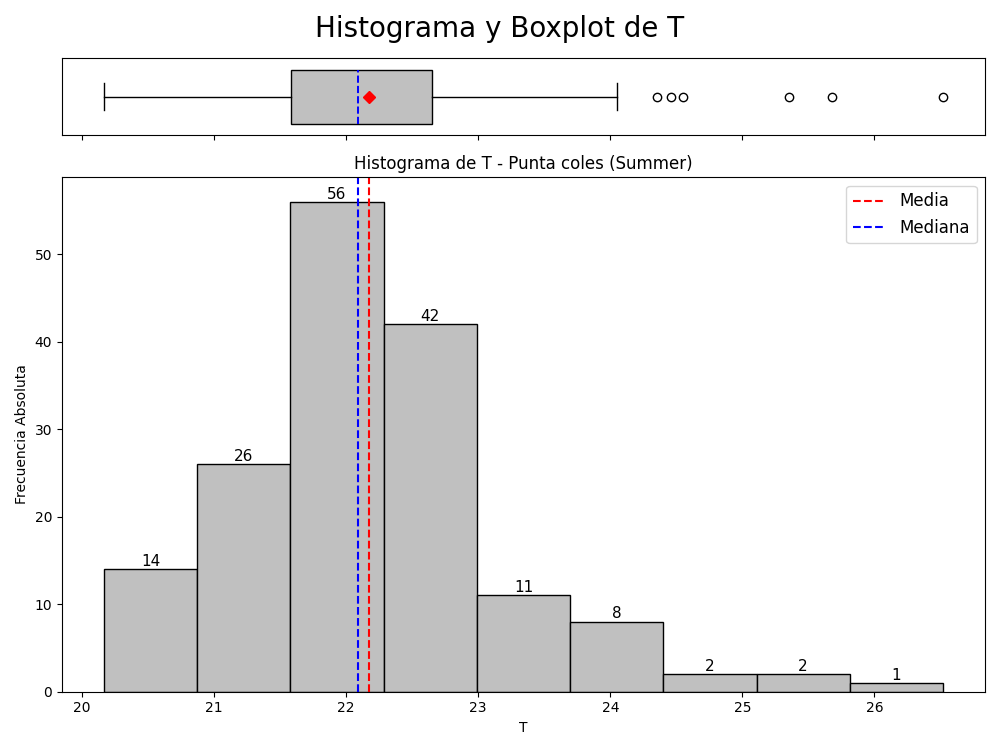 Histograma y Boxplot de T
Histograma de T - Punta coles (Summer)
Media
Mediana
Frecuencia Absoluta
50
40
30
20
10
0
14
26
56
42
11
8
2
2
1
20 21 22 23 24 25 26
T